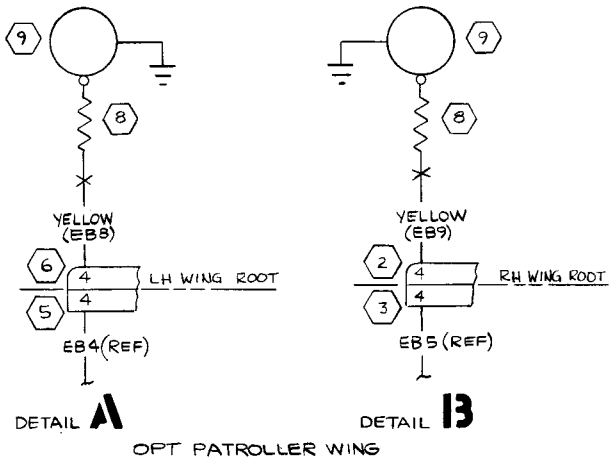 9
9
8
8
YELLOW
(EB8)
YELLOW
(EB9)
6
4
LH WING ROOT
5
4
2
4
RH WING ROOT
3
4
EB4(REF)
EB5(REF)
DETAIL A
DETAIL B
OPT PATROLLER WING